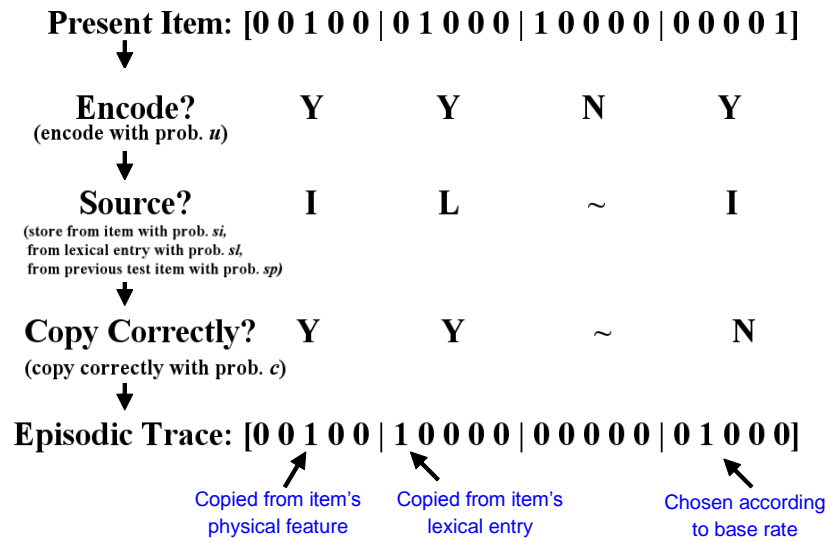 Present Item: [0 0 1 0 0 | 0 1 0 0 0 | 1 0 0 0 0 | 0 0 0 0 1]
Encode? Y Y N Y
(encode with prob. u)
Source? I L ~ I
(store from item with prob. si,
from lexical entry with prob. sl,
from previous test item with prob. sp)
Copy Correctly? Y Y ~ N
(copy correctly with prob. c)
Episodic Trace: [0 0 1 0 0 | 1 0 0 0 0 | 0 0 0 0 0 | 0 1 0 0 0]
Copied from item's Copied from item's Chosen according
physical feature lexical entry to base rate